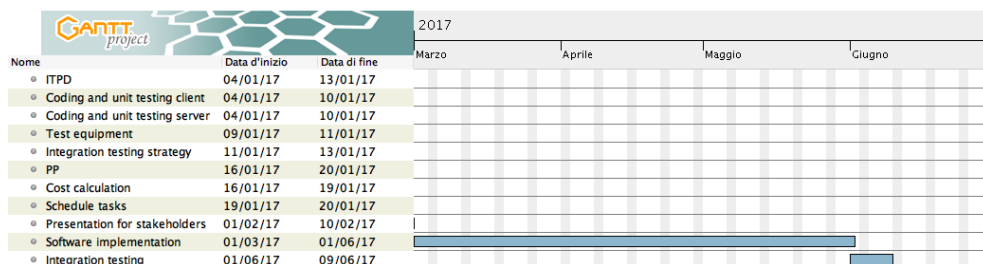 GANTT
project
2017
Marzo Aprile Maggio Giugno
Nome Data d'inizio Data di fine
ITPD 04/01/17 13/01/17
Coding and unit testing client 04/01/17 10/01/17
Coding and unit testing server 04/01/17 10/01/17
Test equipment 09/01/17 11/01/17
Integration testing strategy 11/01/17 13/01/17
PP 16/01/17 20/01/17
Cost calculation 16/01/17 19/01/17
Schedule tasks 19/01/17 20/01/17
Presentation for stakeholders 01/02/17 10/02/17
Software implementation 01/03/17 01/06/17
Integration testing 01/06/17 09/06/17